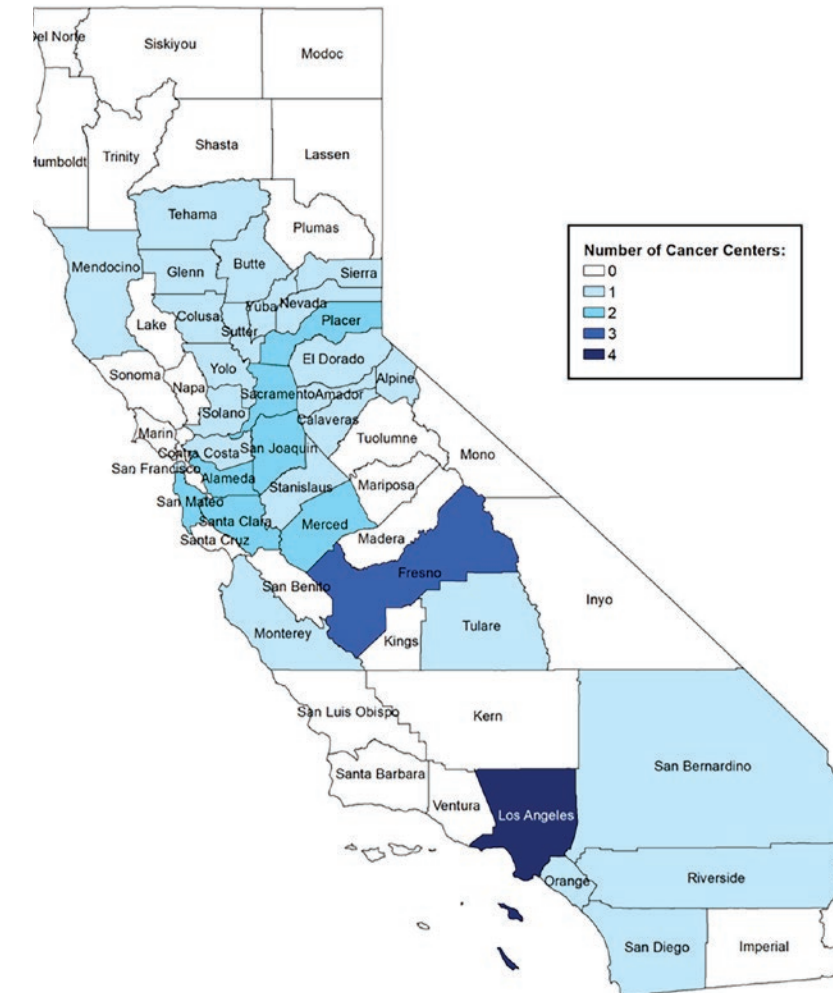 Del Norte
Siskiyou
Modoc
Humboldt
Trinity
Shasta
Lassen
Tehama
Plumas
Mendocino
Glenn
Butte
Sierra
Number of Cancer Centers:
0
1
2
3
4
Lake
Colusa
Sutter
Yuba
Nevada
Placer
Sonoma
Napa
Yolo
El Dorado
Sacramento
Amador
Alpine
Solano
Calaveras
Marin
Contra Costa
San Joaquin
Tuolumne
Mono
San Francisco
Alameda
Stanislaus
Mariposa
San Mateo
Santa Clara
Merced
Santa Cruz
Madera
San Benito
Fresno
Inyo
Monterey
Kings
Tulare
San Luis Obispo
Kern
Santa Barbara
San Bernardino
Ventura
Los Angeles
Orange
Riverside
San Diego
Imperial